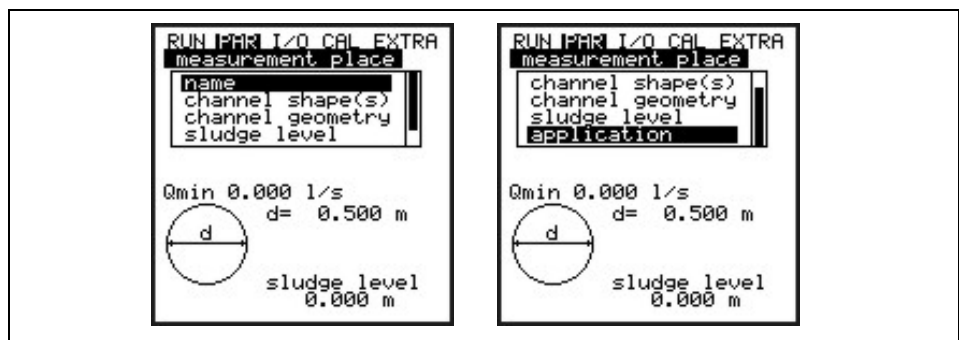 RUN PAR I/O CAL EXTRA
measurement place
name
channel shape(s)
channel geometry
sludge level
Qmin 0.000 l/s
d= 0.500 m
d
sludge level
0.000 m
RUN PAR I/O CAL EXTRA
measurement place
channel shape(s)
channel geometry
sludge level
application
Qmin 0.000 l/s
d= 0.500 m
d
sludge level
0.000 m